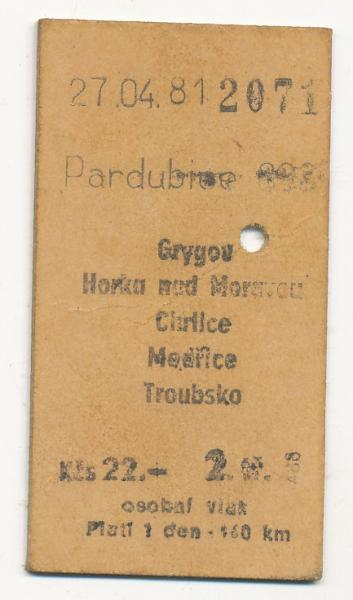 27.04.81 2071
Pardubice
Grygov
Horka nad Moravou
Chrlice
Modřice
Troubsko
Kčs 22.– 2. tř.
osobní vlak
Platí 1 den - 160 km